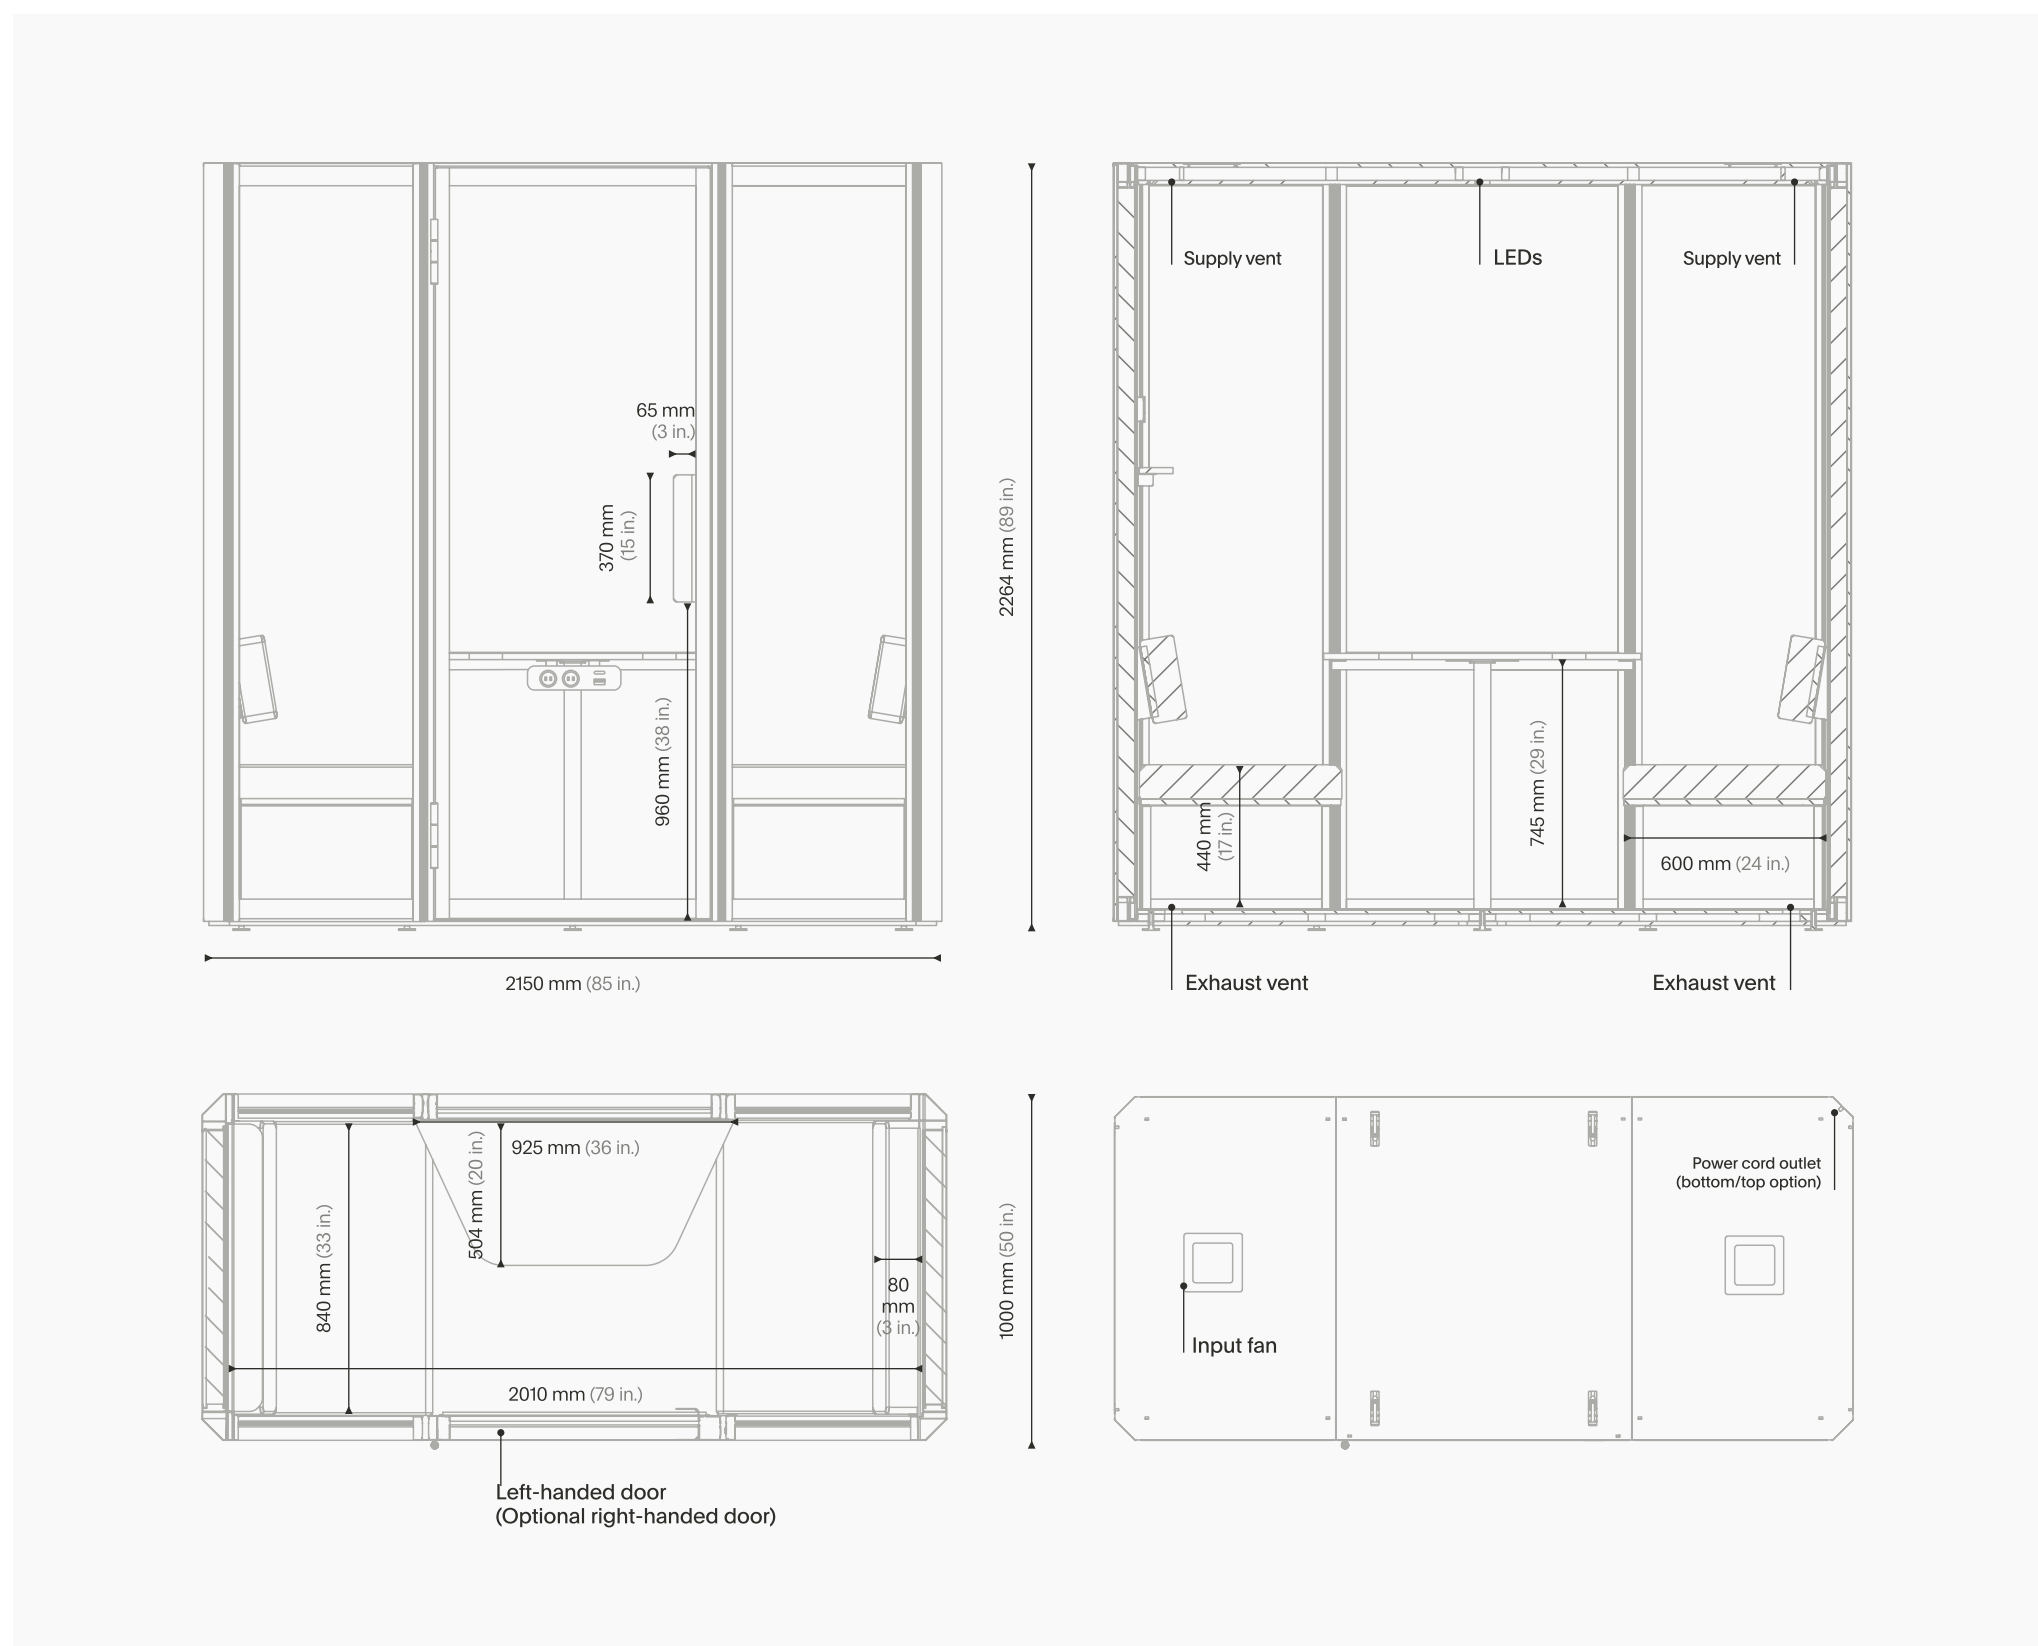 Supply vent
LEDs
Supply vent
65 mm
(3 in.)
370 mm
(15 in.)
2264 mm (89 in.)
960 mm (38 in.)
440 mm
(17 in.)
745 mm (29 in.)
600 mm (24 in.)
2150 mm (85 in.)
Exhaust vent
Exhaust vent
504 mm (20 in.)
925 mm (36 in.)
840 mm (33 in.)
80
mm
(3 in.)
2010 mm (79 in.)
1000 mm (50 in.)
Power cord outlet
(bottom/top option)
Input fan
Left-handed door
(Optional right-handed door)